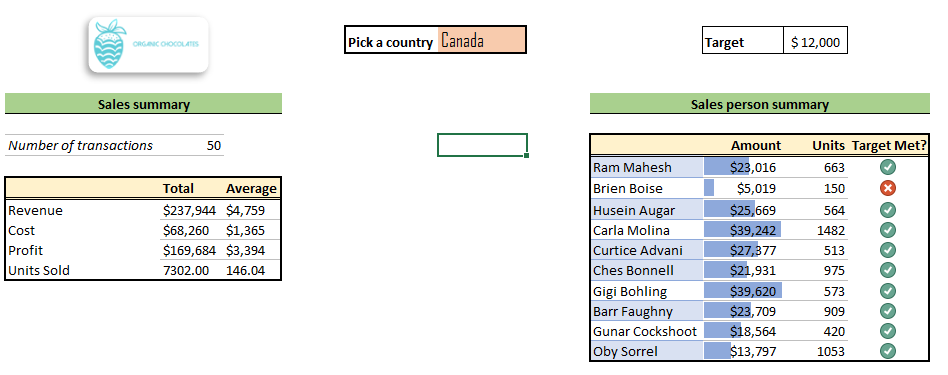 ORGANIC CHOCOLATES
Pick a country Canada
Target $ 12,000
Sales summary
Number of transactions 50
Total Average
Revenue $237,944 $4,759
Cost $68,260 $1,365
Profit $169,684 $3,394
Units Sold 7302.00 146.04
Sales person summary
Amount Units Target Met?
Ram Mahesh $23,016 663
Brien Boise $5,019 150
Husein Augar $25,669 564
Carla Molina $39,242 1482
Curtice Advani $27,377 513
Ches Bonnell $21,931 975
Gigi Bohling $39,620 573
Barr Faughny $23,709 909
Gunar Cockshoot $18,564 420
Oby Sorrel $13,797 1053